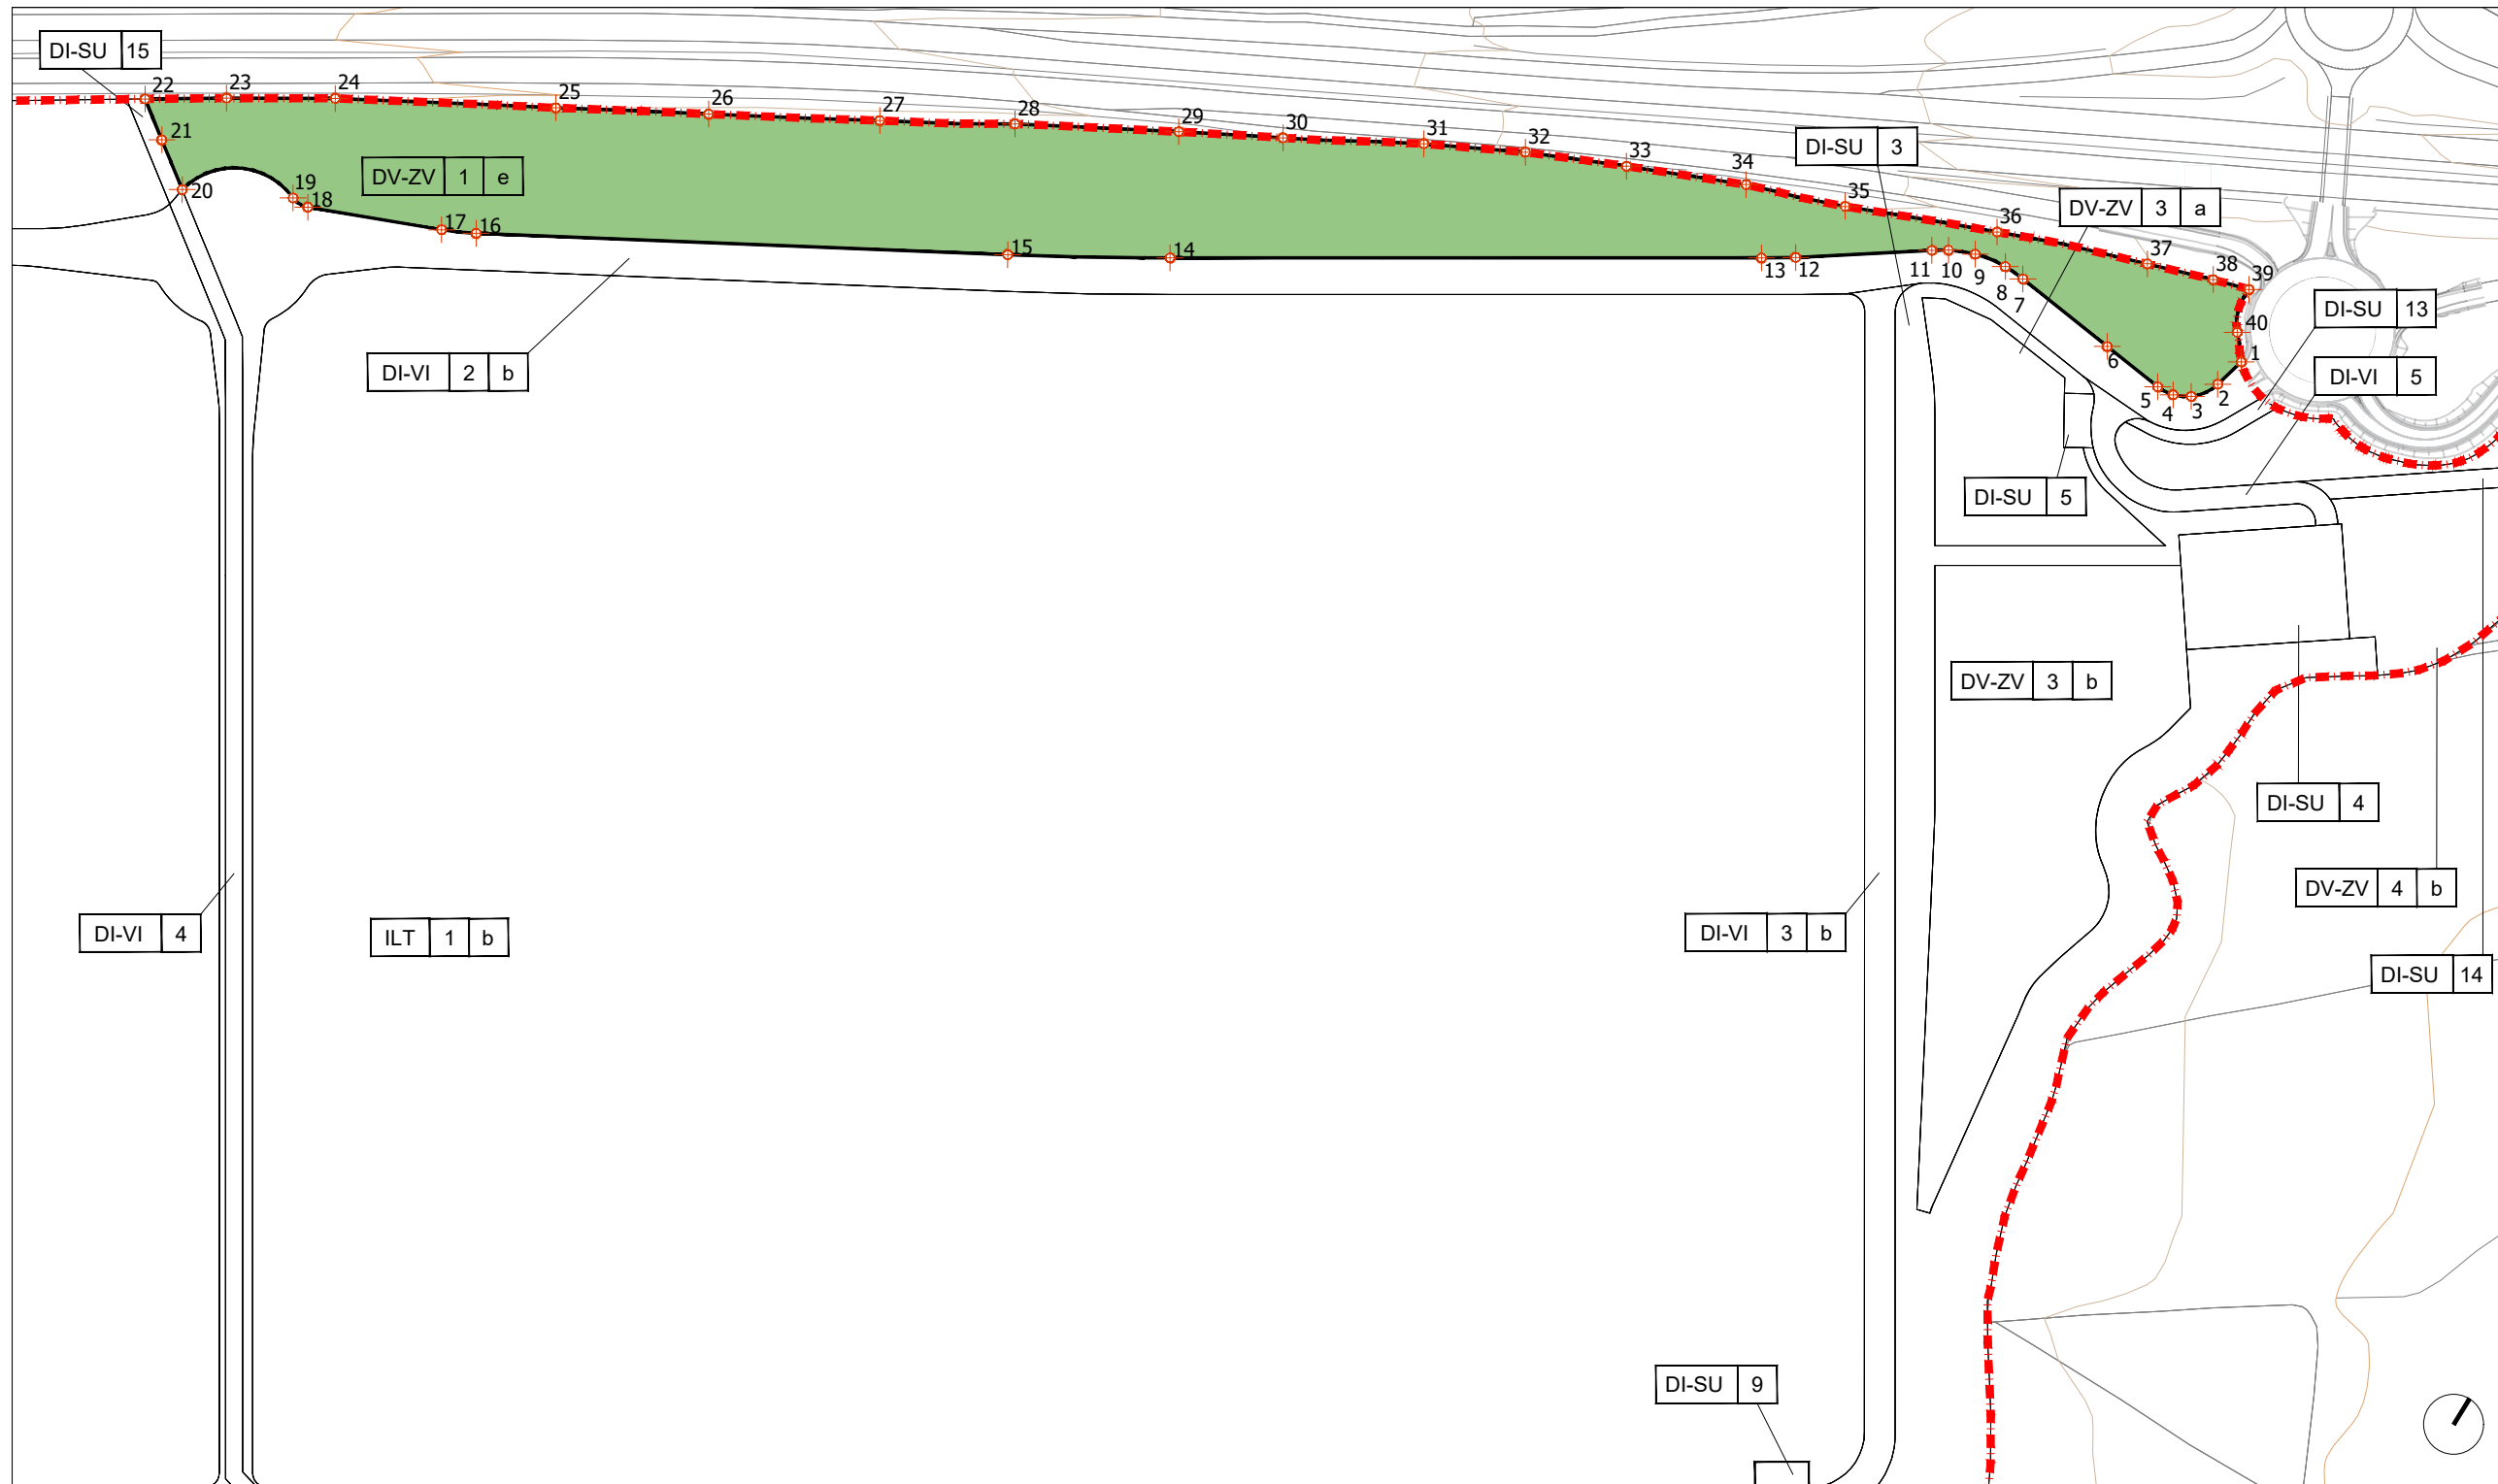 DI-SU 15
22 23 24 25 26 27 28 29 30 31 32 33 34 35 36 37 38 39
DI-SU 3
21
DV-ZV 1 e
DV-ZV 3 a
20 19 18 17 16 15 14 13 12 11 10 9 8 7
DI-SU 13
40
1
6
DI-VI 2 b
DI-VI 5
5 4 3 2
DI-SU 5
DV-ZV 3 b
DI-SU 4
DV-ZV 4 b
DI-VI 4
ILT 1 b
DI-VI 3 b
DI-SU 14
DI-SU 9